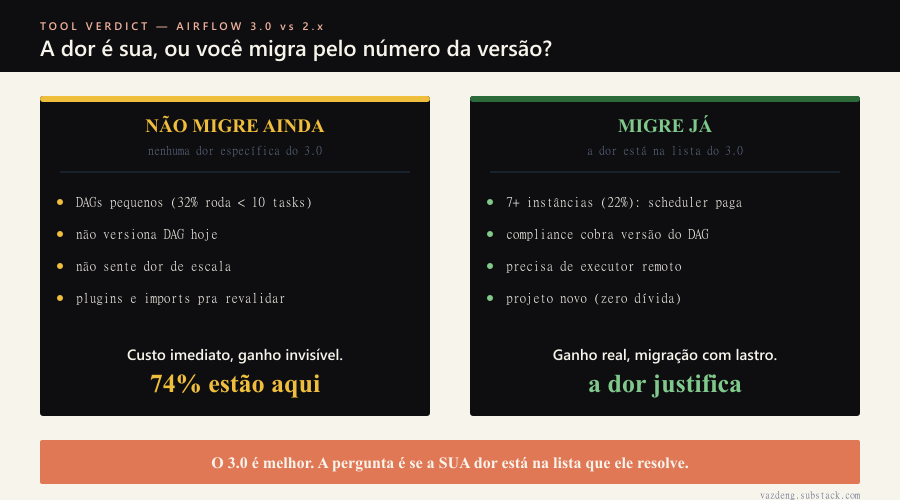 TOOL VERDICT — AIRFLOW 3.0 vs 2.x
A dor é sua, ou você migra pelo número da versão?
NÃO MIGRE AINDA
nenhuma dor específica do 3.0
DAGs pequenos (32% roda < 10 tasks)
não versiona DAG hoje
não sente dor de escala
plugins e imports pra revalidar
Custo imediato, ganho invisível.
74% estão aqui
MIGRE JÁ
a dor está na lista do 3.0
7+ instâncias (22%): scheduler paga
compliance cobra versão do DAG
precisa de executor remoto
projeto novo (zero dívida)
Ganho real, migração com lastro.
a dor justifica
O 3.0 é melhor. A pergunta é se a SUA dor está na lista que ele resolve.
vazdeng.substack.com